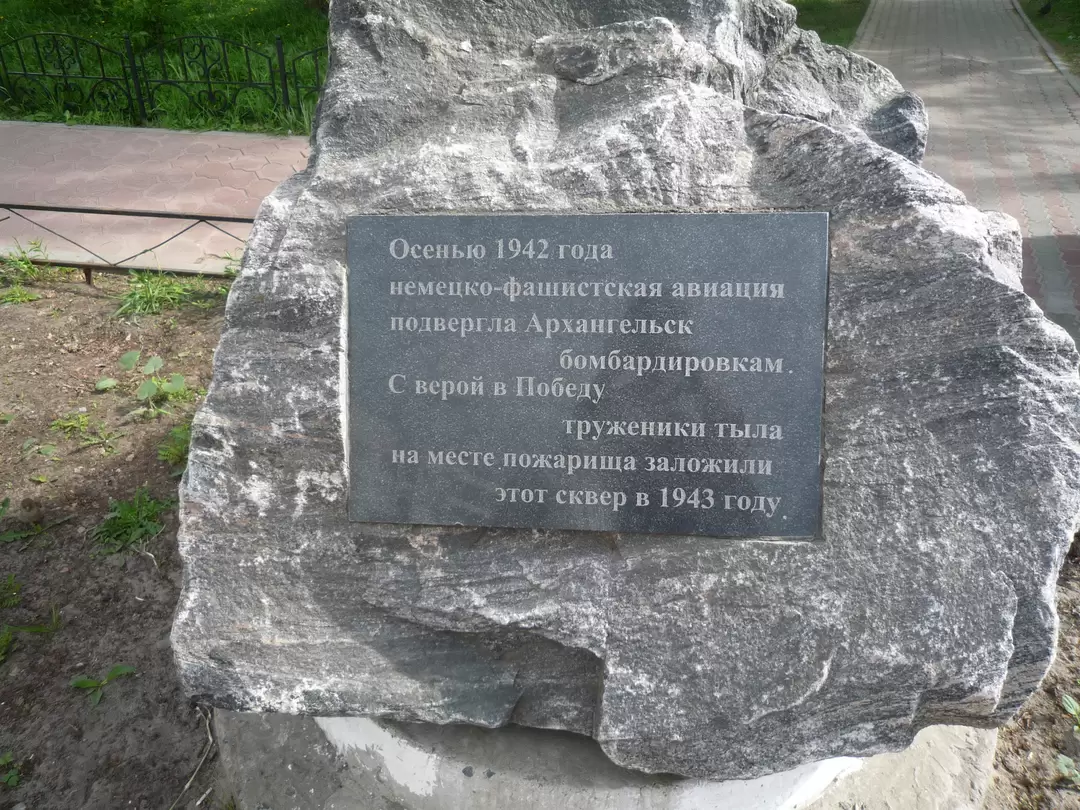 Осенью 1942 года
немецко-фашистская авиация
подвергла Архангельск
бомбардировкам.
С верой в Победу
труженики тыла
на месте пожарища заложили
этот сквер в 1943 году.